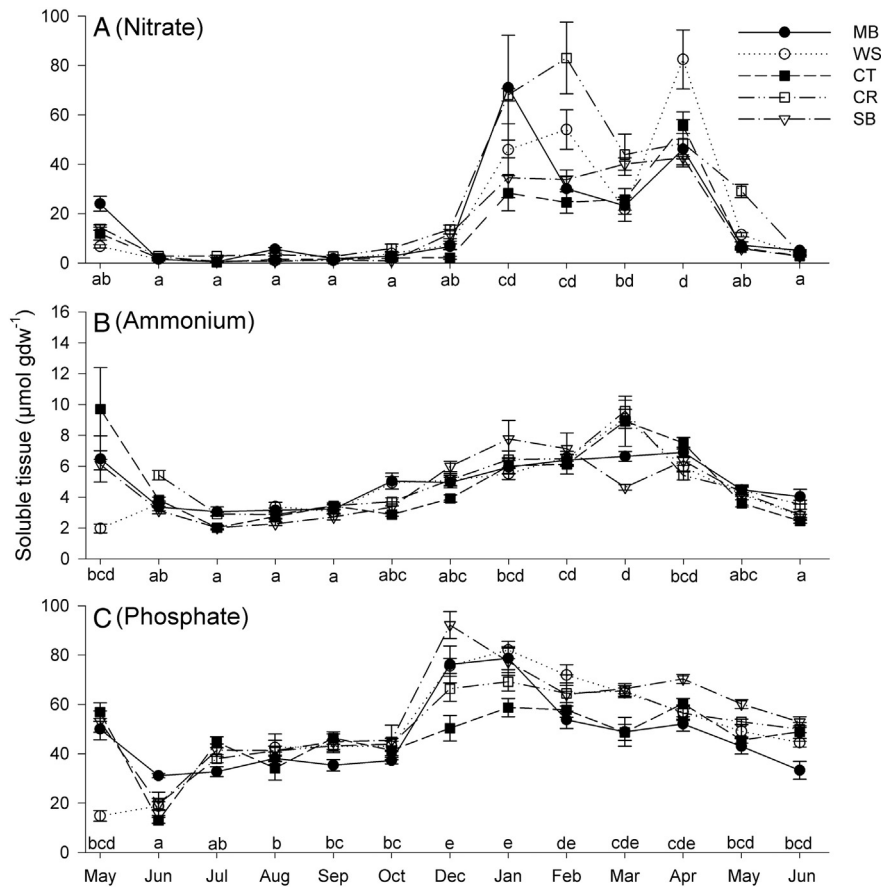 A (Nitrate)
MB
WS
CT
CR
SB
100
80
60
40
20
0
ab a a a a a ab cd cd bd d ab a
B (Ammonium)
Soluble tissue (μmol gdw⁻¹)
16
14
12
10
8
6
4
2
0
bcd ab a a a abc abc bcd cd d bcd abc a
C (Phosphate)
100
80
60
40
20
0
bcd a ab b bc bc e e de cde cde bcd bcd
May Jun Jul Aug Sep Oct Dec Jan Feb Mar Apr May Jun